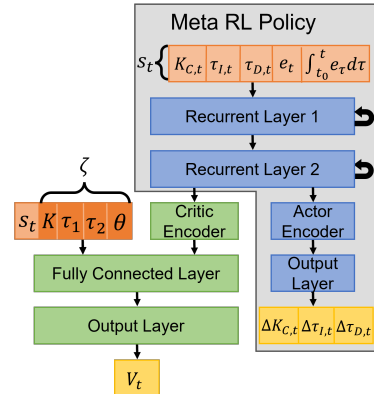 Meta RL Policy
s_t { K_{C,t} τ_{I,t} τ_{D,t} e_t ∫_{t_0}^{t} e_τ dτ
Recurrent Layer 1
Recurrent Layer 2
ζ
s_t K τ_1 τ_2 θ
Critic
Encoder
Actor
Encoder
Fully Connected Layer
Output
Layer
Output Layer
ΔK_{C,t} Δτ_{I,t} Δτ_{D,t}
V_t